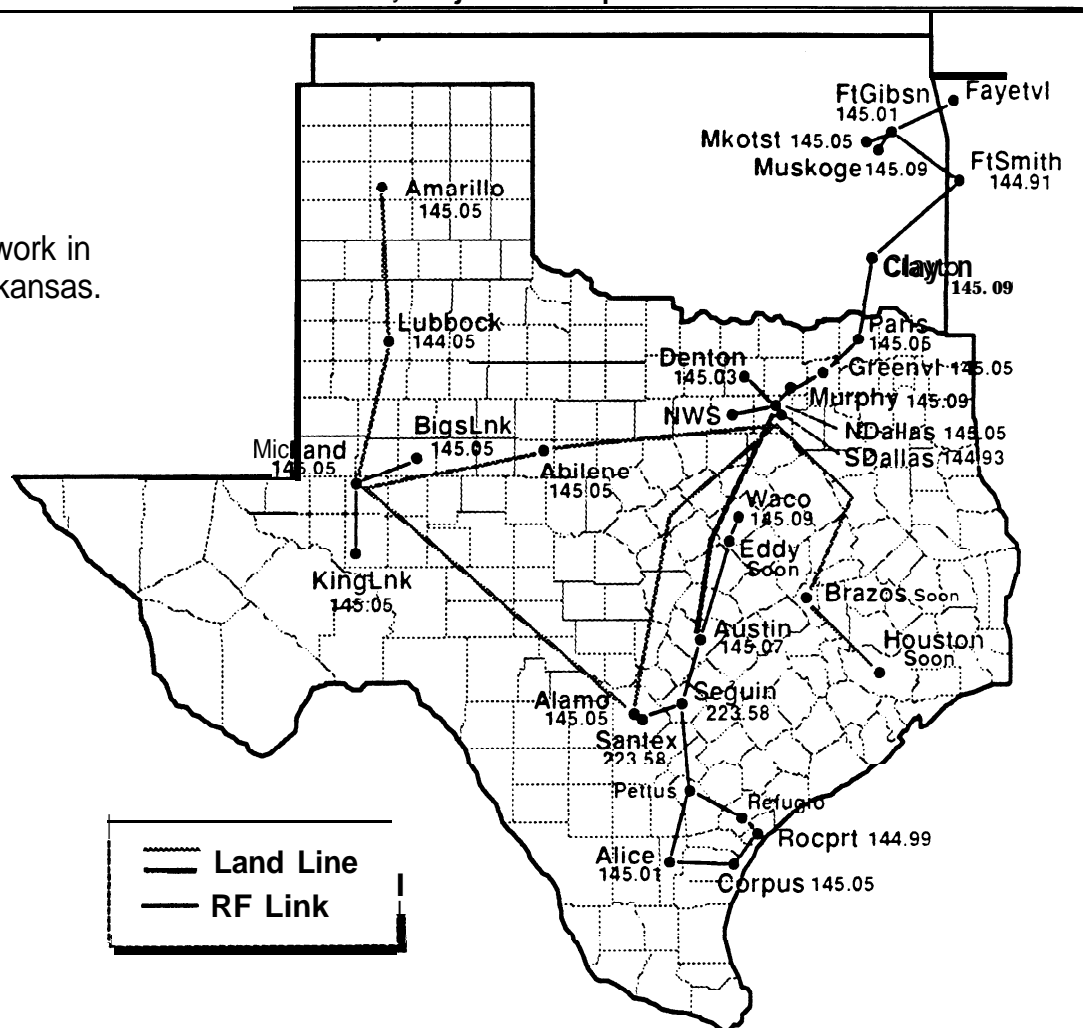 work in
kansas.
FtGibsn
145.01
Fayetvl
Mkotst 145.05
Muskoge 145.09
FtSmith
144.91
Amarillo
145.05
Clayton
145.09
Lubbock
144.05
Paris
145.05
Denton
145.03
Greenvl 145.05
Murphy 145.09
NWS
NDallas 145.05
SDallas 144.93
BigsLnk
145.05
Midland
145.05
Abilene
145.05
Waco
145.09
Eddy
Soon
KingLnk
145.05
Brazos Soon
Austin
145.07
Houston
Soon
Alamo
145.05
Seguin
223.58
Santex
223.58
Pettus
Refugio
Rocprt 144.99
Alice
145.01
Corpus 145.05
Land Line
RF Link